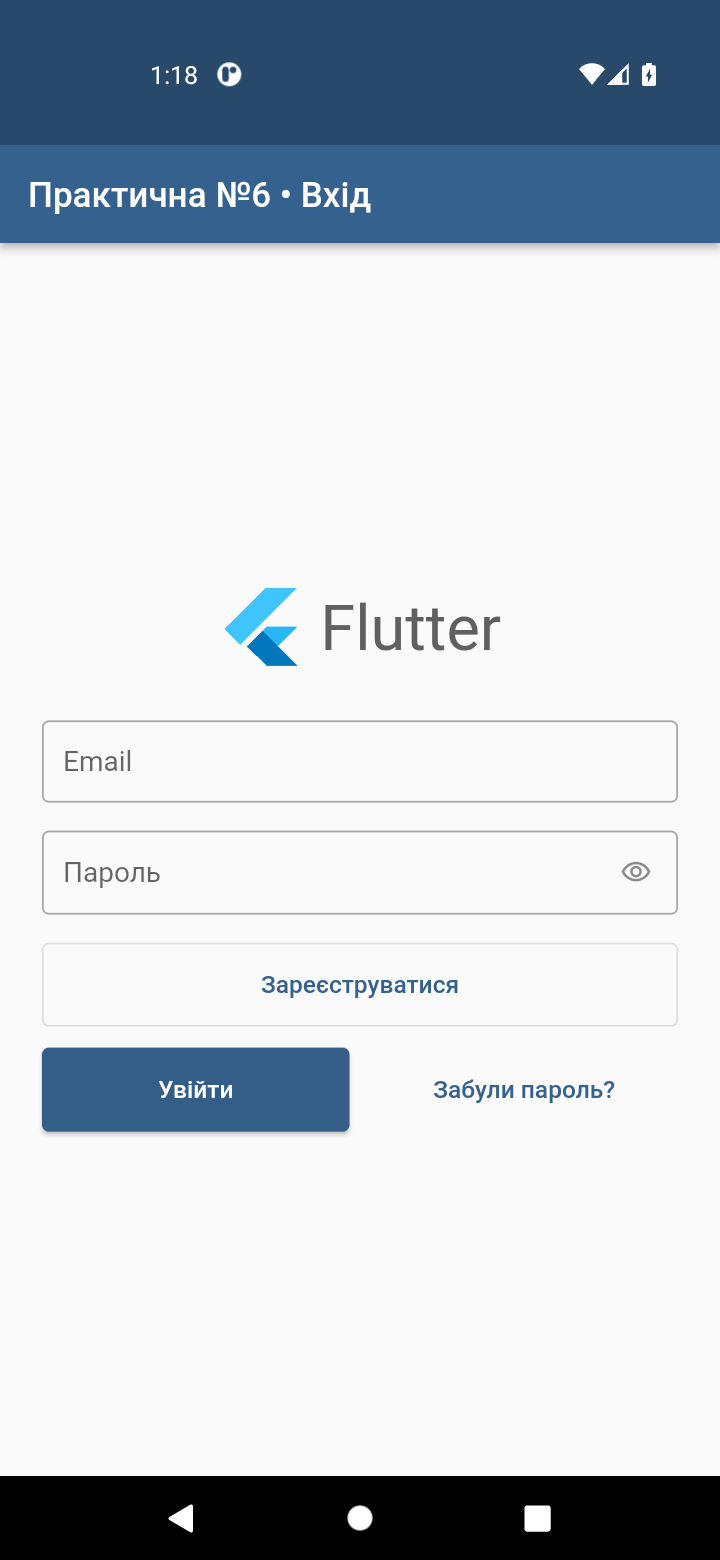 1:18
Практична №6 • Вхід
Flutter
Email
Пароль
Зареєструватися
Увійти
Забули пароль?